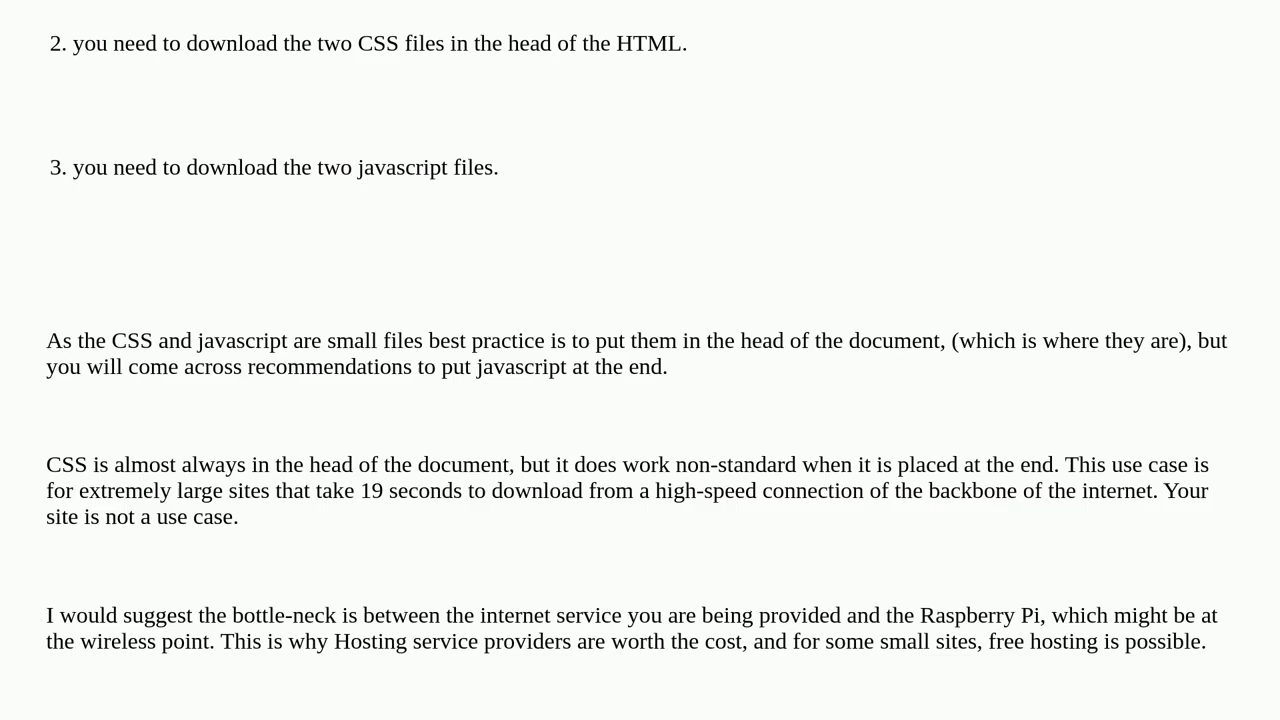 2. you need to download the two CSS files in the head of the HTML.
3. you need to download the two javascript files.
As the CSS and javascript are small files best practice is to put them in the head of the document, (which is where they are), but
you will come across recommendations to put javascript at the end.
CSS is almost always in the head of the document, but it does work non-standard when it is placed at the end. This use case is
for extremely large sites that take 19 seconds to download from a high-speed connection of the backbone of the internet. Your
site is not a use case.
I would suggest the bottle-neck is between the internet service you are being provided and the Raspberry Pi, which might be at
the wireless point. This is why Hosting service providers are worth the cost, and for some small sites, free hosting is possible.